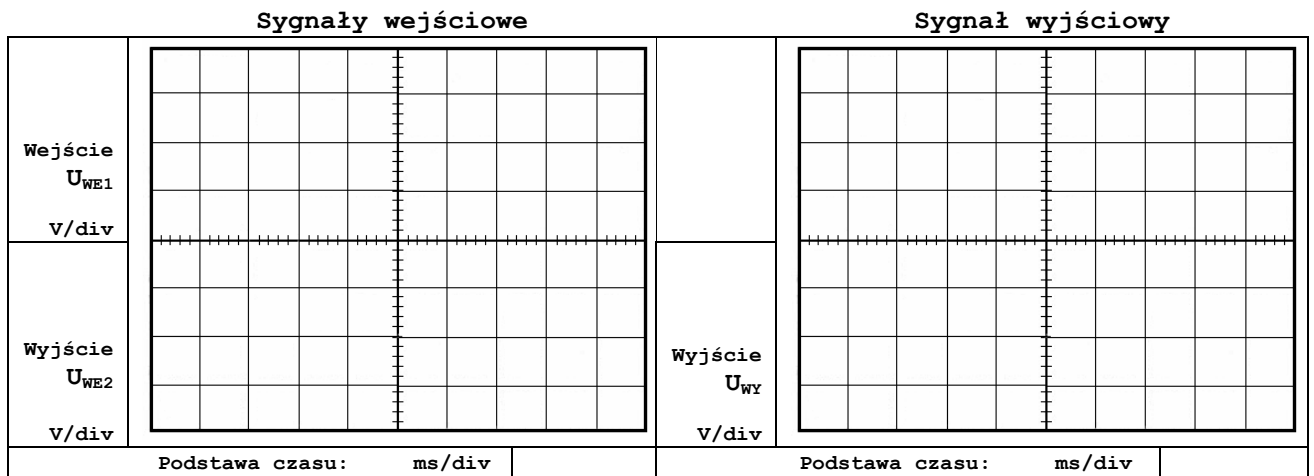 Sygnały wejściowe
Sygnał wyjściowy
Wejście
UWE1
V/div
Wyjście
UWE2
V/div
Wyjście
UWY
V/div
Podstawa czasu: ms/div
Podstawa czasu: ms/div